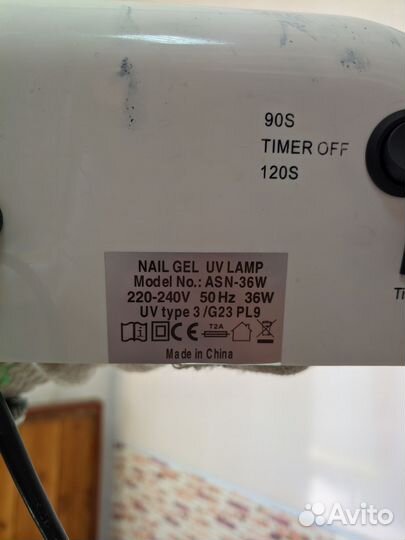 90S
TIMER OFF
120S
NAIL GEL UV LAMP
Model No.: ASN-36W
220-240V 50Hz 36W
UV type 3 /G23 PL9
CE T2A
Made in China
Avito